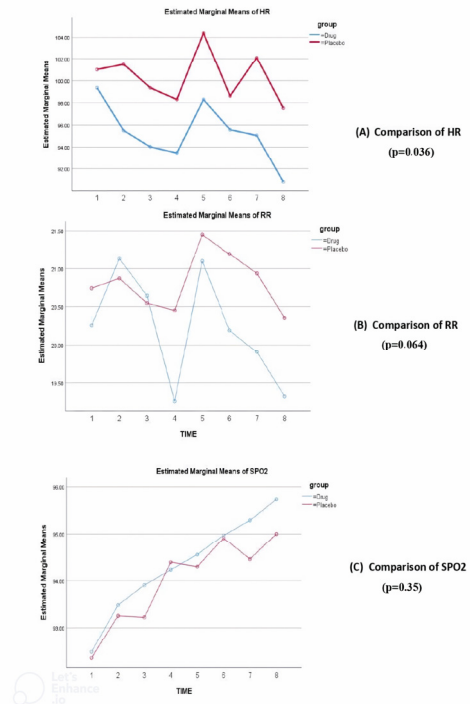 Estimated Marginal Means of HR
group
=Drug
=Placebo
Estimated Marginal Means
104.00
102.00
100.00
98.00
96.00
94.00
92.00
1 2 3 4 5 6 7 8
(A) Comparison of HR
(p=0.036)
Estimated Marginal Means of RR
group
=Drug
=Placebo
Estimated Marginal Means
21.50
21.00
20.50
20.00
19.50
1 2 3 4 5 6 7 8
TIME
(B) Comparison of RR
(p=0.064)
Estimated Marginal Means of SPO2
group
=Drug
=Placebo
Estimated Marginal Means
96.00
95.00
94.00
93.00
1 2 3 4 5 6 7 8
TIME
(C) Comparison of SPO2
(p=0.35)
Let's
Enhance
.io